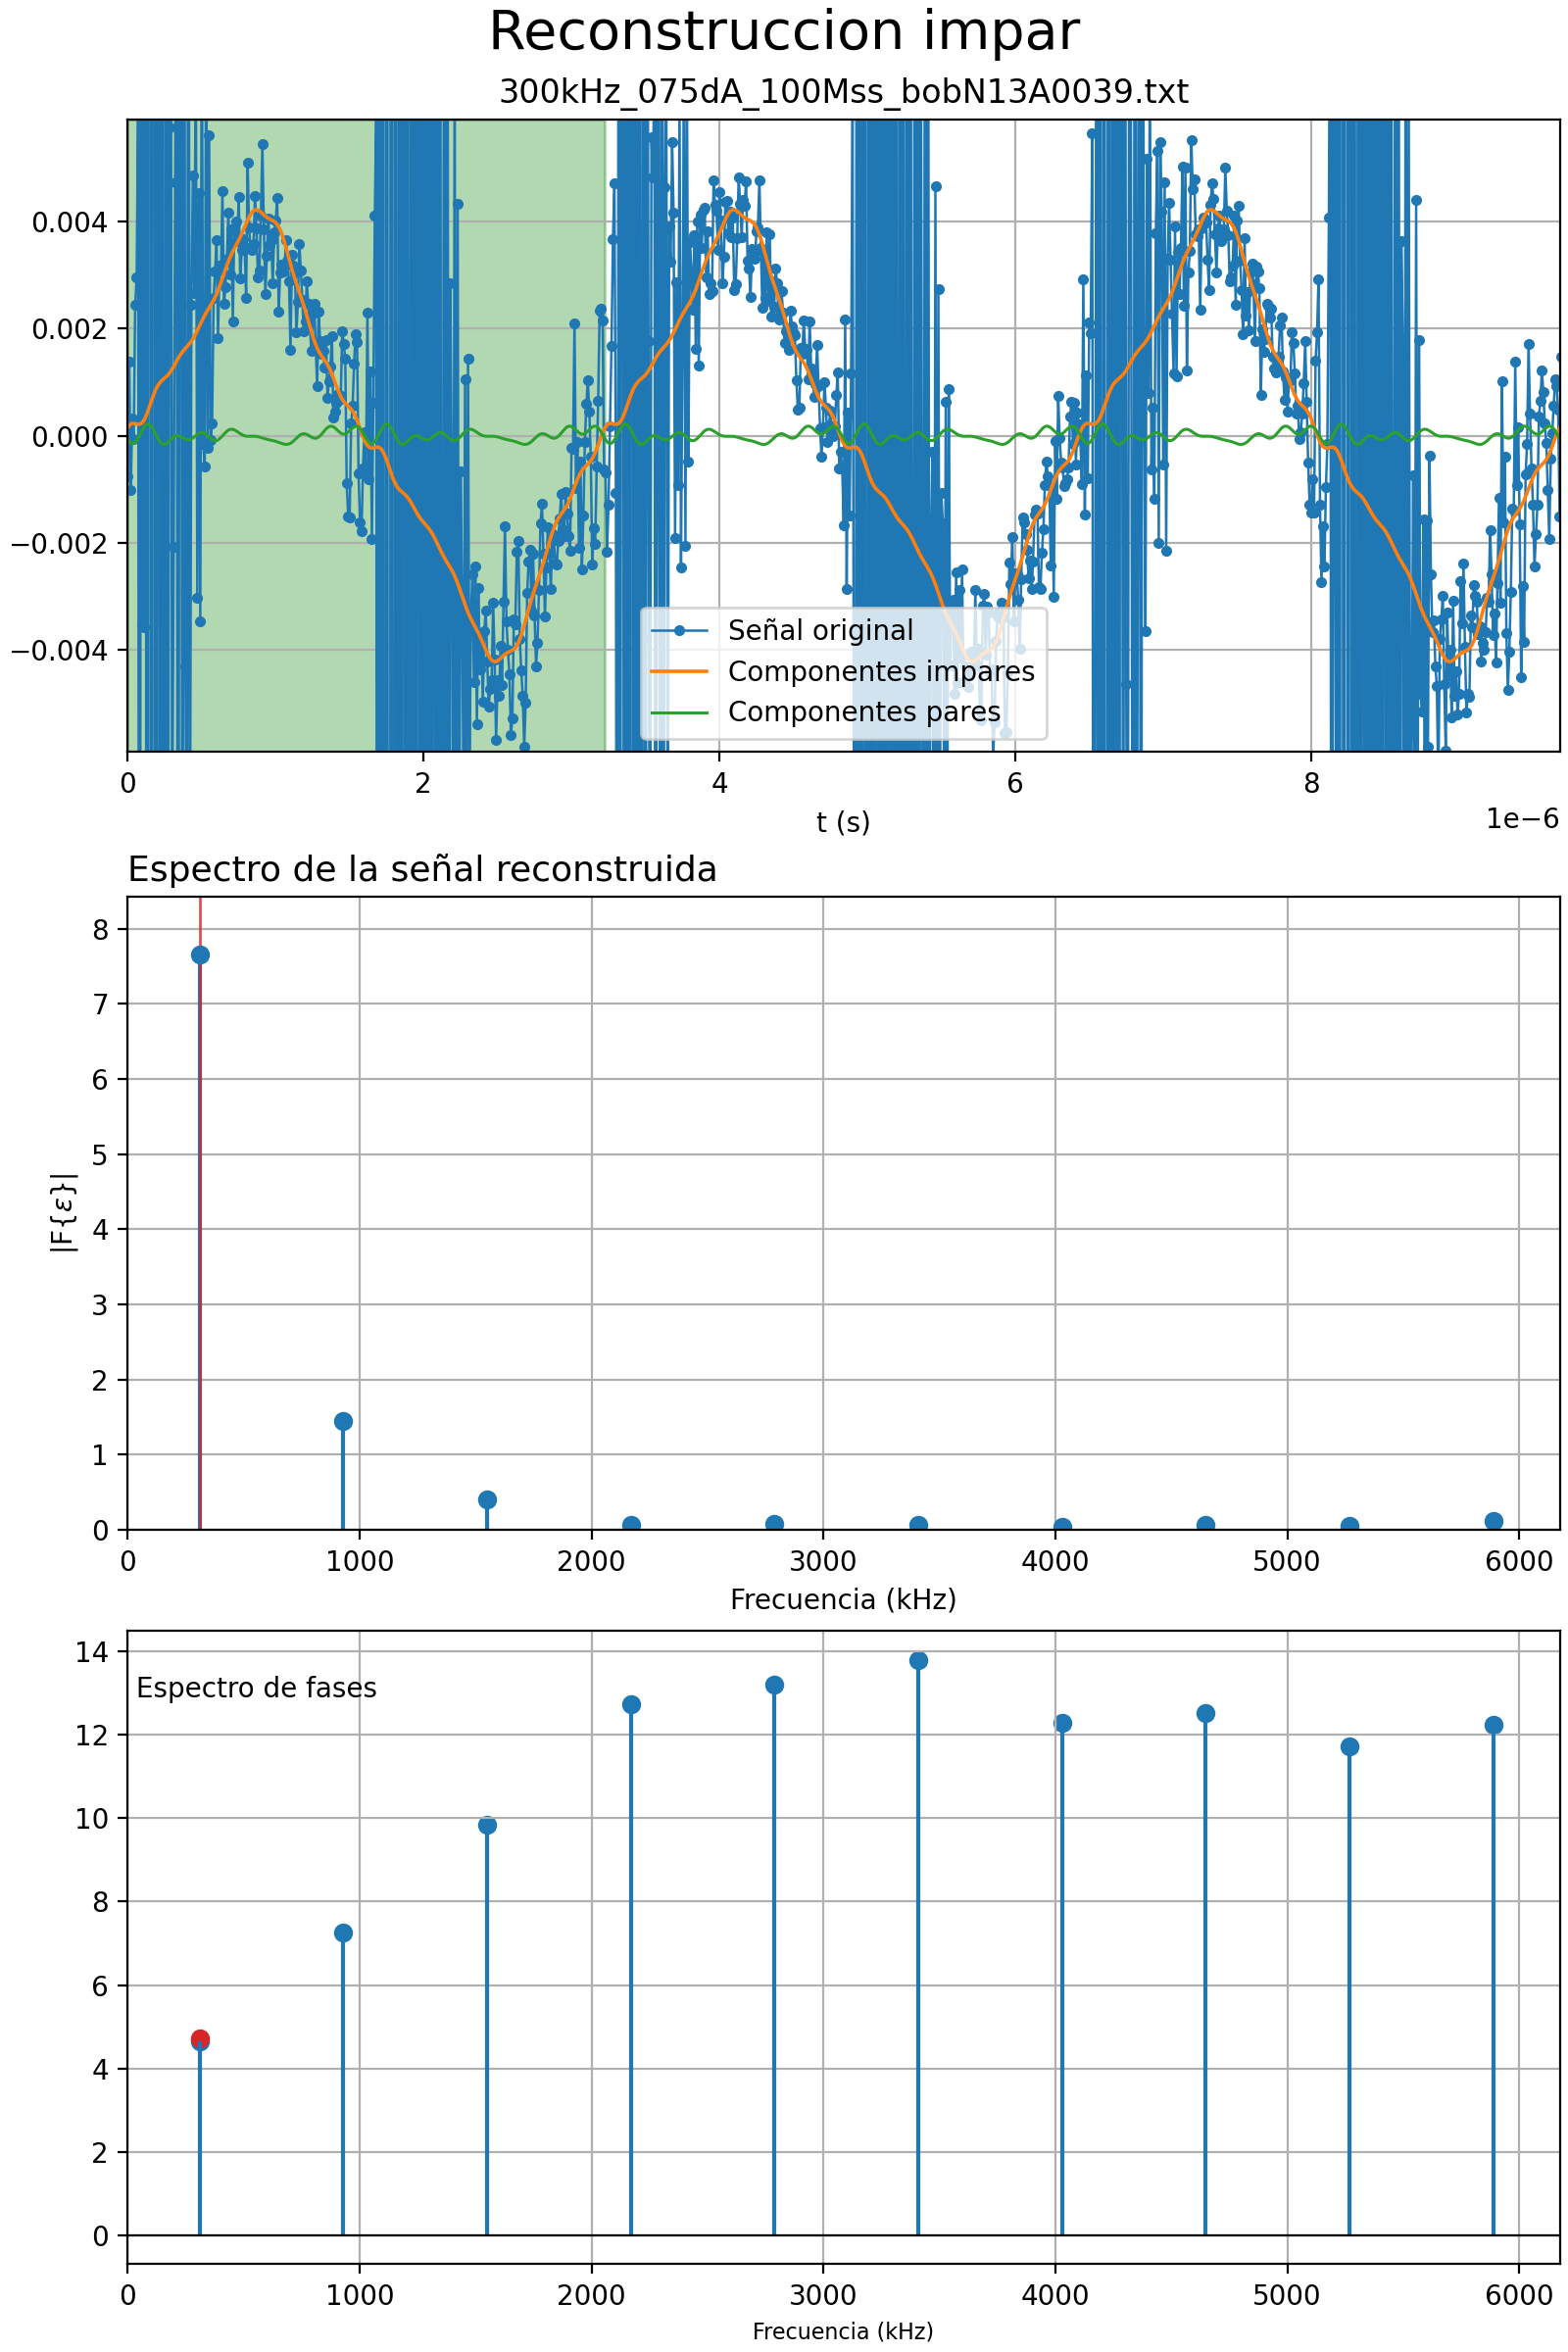 Reconstruccion impar
300kHz_075dA_100Mss_bobN13A0039.txt
0.004
0.002
0.000
−0.002
−0.004
Señal original
Componentes impares
Componentes pares
0 2 4 6 8
t (s)
1e−6
Espectro de la señal reconstruida
8
7
6
5
4
3
2
1
0
|F{ε}|
0 1000 2000 3000 4000 5000 6000
Frecuencia (kHz)
14
12
10
8
6
4
2
0
Espectro de fases
0 1000 2000 3000 4000 5000 6000
Frecuencia (kHz)